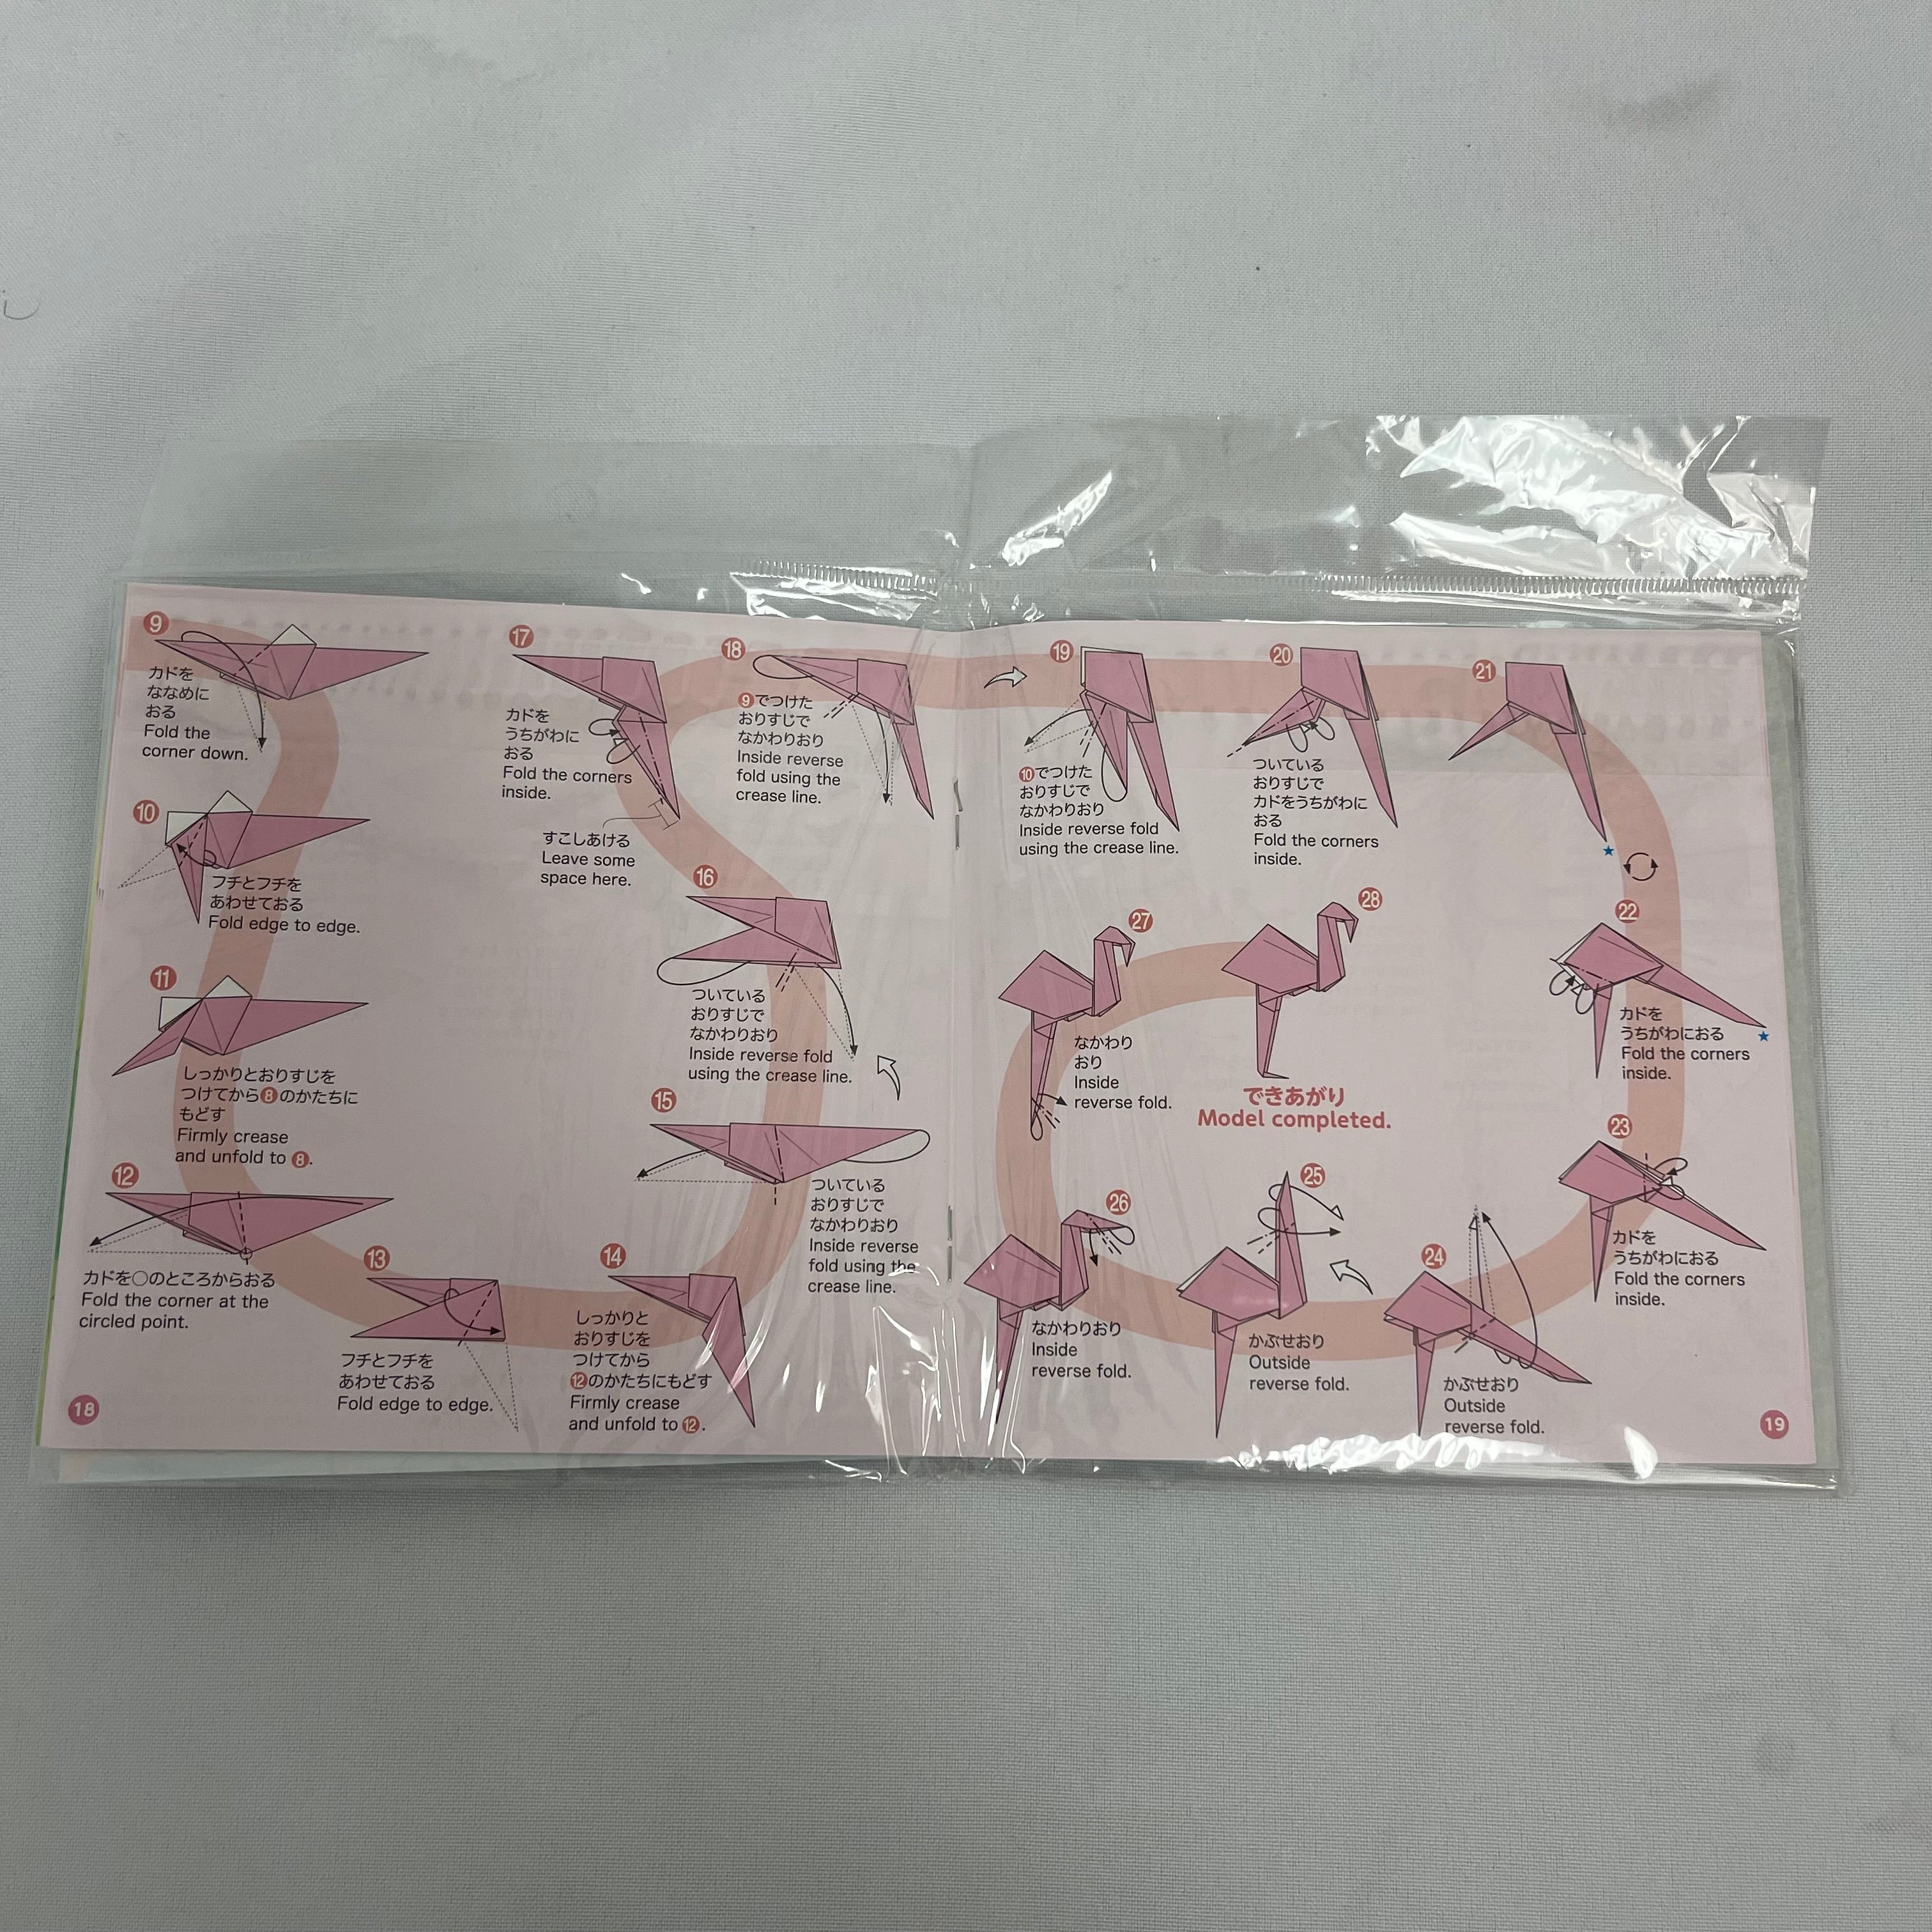 9
カドを
ななめに
おる
Fold the
corner down.
10
フチとフチを
あわせておる
Fold edge to edge.
11
しっかりとおりすじを
つけてから8のかたちに
もどす
Firmly crease
and unfold to 8.
12
カドを○のところからおる
Fold the corner at the
circled point.
13
フチとフチを
あわせておる
Fold edge to edge.
14
しっかりと
おりすじを
つけてから
12のかたちにもどす
Firmly crease
and unfold to 12.
15
ついている
おりすじで
なかわりおり
Inside reverse
fold using the
crease line.
16
ついている
おりすじで
なかわりおり
Inside reverse fold
using the crease line.
17
カドを
うちがわに
おる
Fold the corners
inside.
すこしあける
Leave some
space here.
18
9でつけた
おりすじで
なかわりおり
Inside reverse
fold using the
crease line.
18
19
10でつけた
おりすじで
なかわりおり
Inside reverse fold
using the crease line.
20
ついている
おりすじで
カドをうちがわに
おる
Fold the corners
inside.
21
22
カドを
うちがわにおる
Fold the corners
inside.
23
カドを
うちがわにおる
Fold the corners
inside.
24
かぶせおり
Outside
reverse fold.
25
かぶせおり
Outside
reverse fold.
26
なかわりおり
Inside
reverse fold.
27
なかわり
おり
Inside
reverse fold.
28
できあがり
Model completed.
19